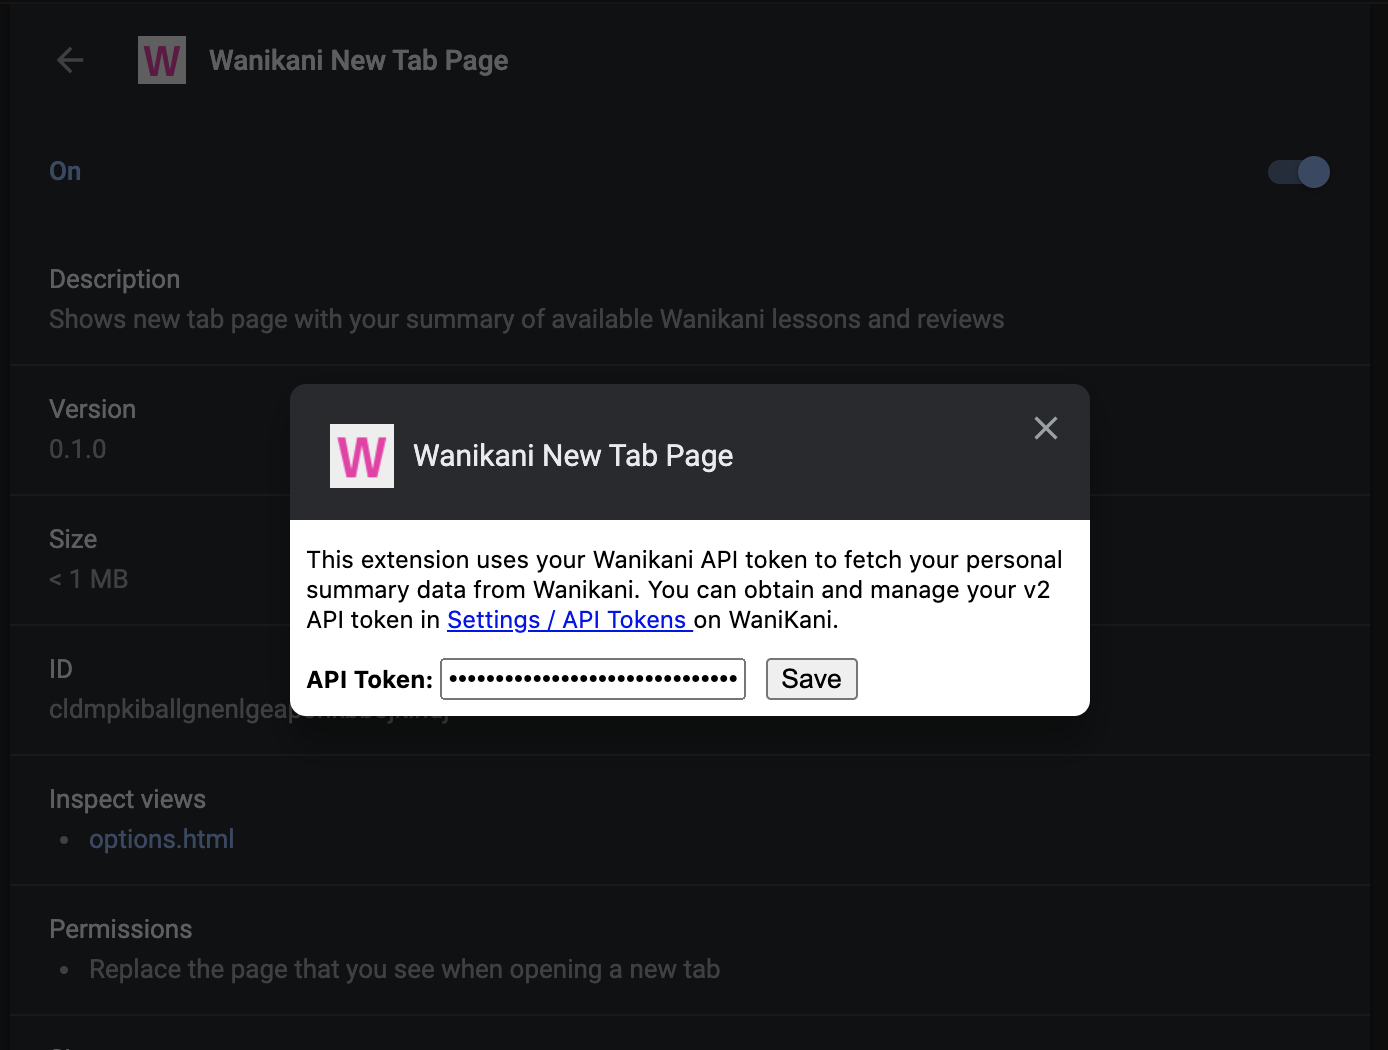 W Wanikani New Tab Page
On
Description
Shows new tab page with your summary of available Wanikani lessons and reviews
Version
0.1.0
Size
< 1 MB
ID
Inspect views
• options.html
Permissions
• Replace the page that you see when opening a new tab
W Wanikani New Tab Page
This extension uses your Wanikani API token to fetch your personal
summary data from Wanikani. You can obtain and manage your v2
API token in Settings / API Tokens on WaniKani.
API Token: ••••••••••••••••••••••••••••••• Save